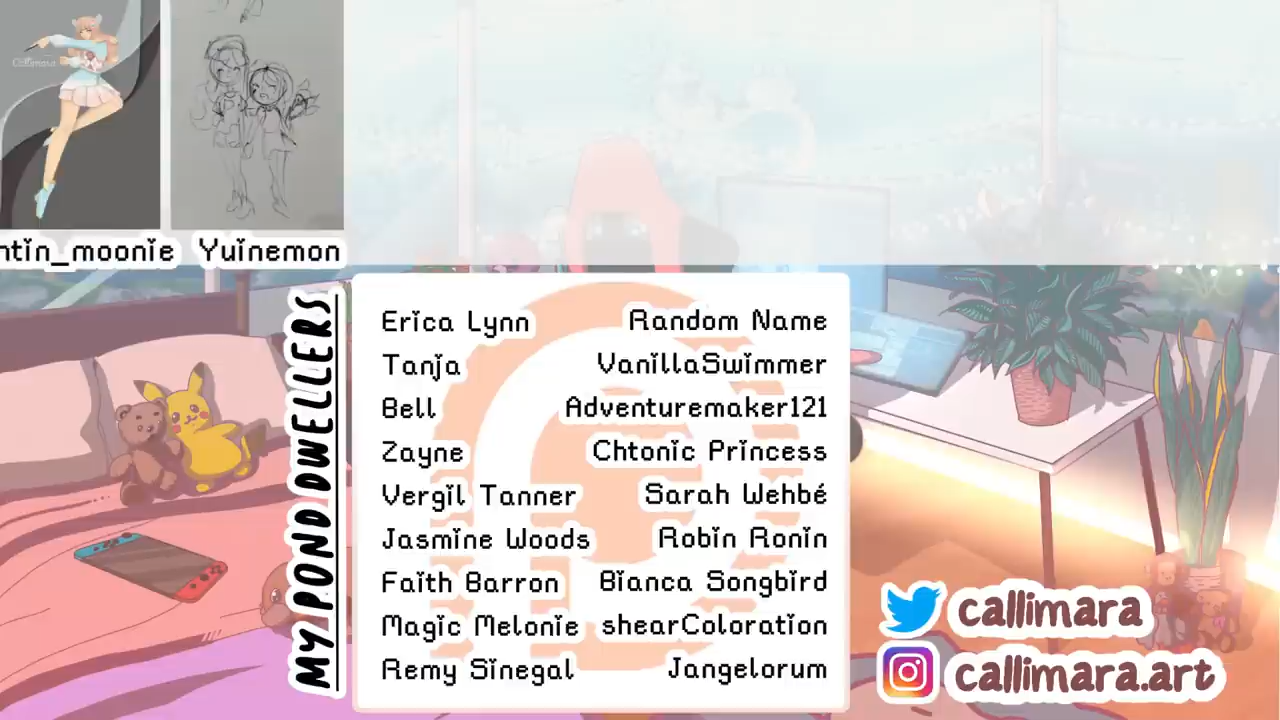 Callimara
ntin_moonie Yuinemon
MY POND DWELLERS
Erica Lynn Random Name
Tanja VanillaSwimmer
Bell Adventuremaker121
Zayne Chtonic Princess
Vergil Tanner Sarah Wehbé
Jasmine Woods Robin Ronin
Faith Barron Bianca Songbird
Magic Melonie shearColoration
Remy Sinegal Jangelorum
callimara
callimara.art